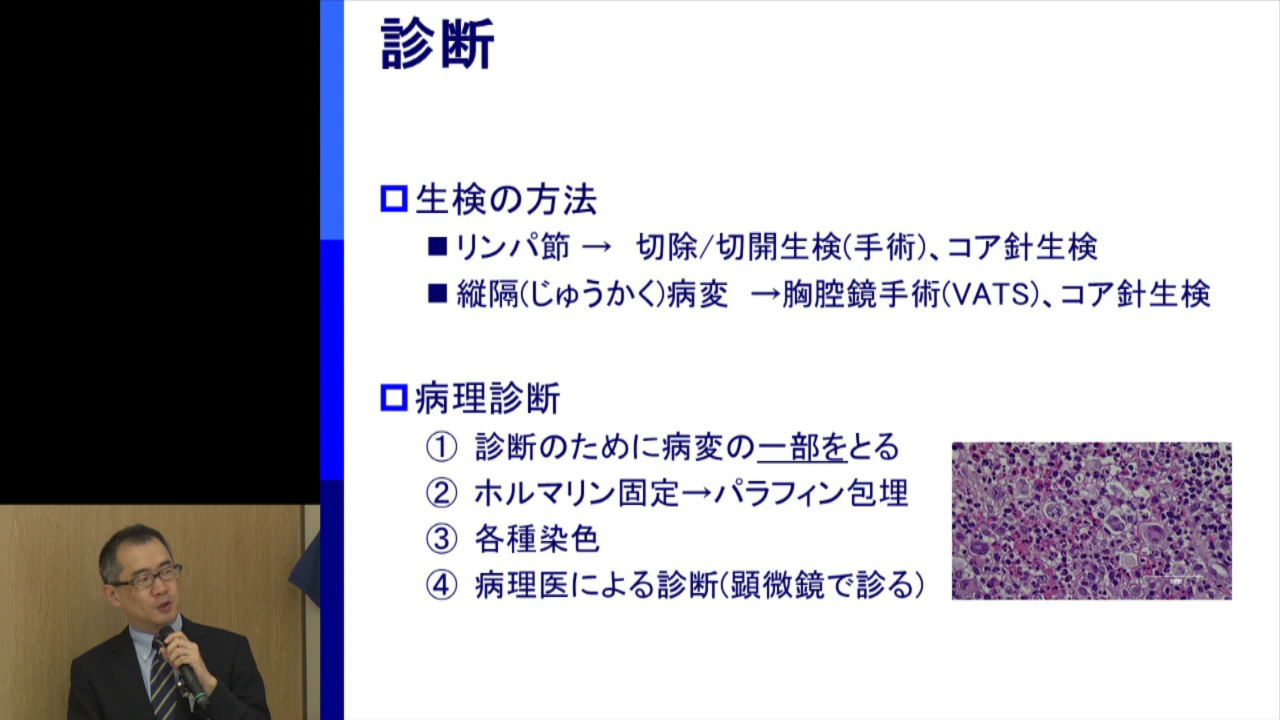 診断
生検の方法
リンパ節 → 切除/切開生検(手術)、コア針生検
縦隔(じゅうかく)病変 →胸腔鏡手術(VATS)、コア針生検
病理診断
① 診断のために病変の一部をとる
② ホルマリン固定→パラフィン包埋
③ 各種染色
④ 病理医による診断(顕微鏡で診る)